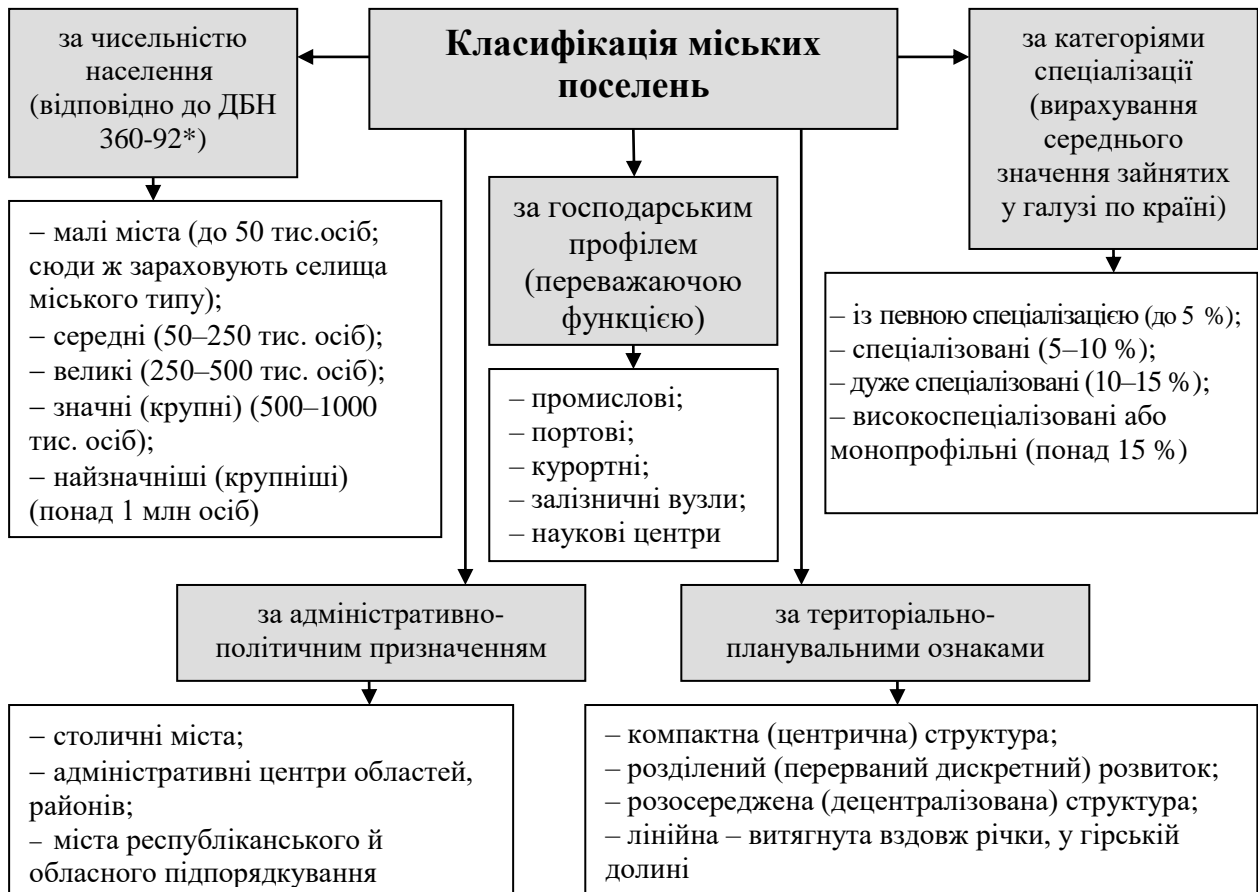 Класифікація міських
поселень
за чисельністю
населення
(відповідно до ДБН
360-92*)
– малі міста (до 50 тис.осіб;
сюди ж зараховують селища
міського типу);
– середні (50–250 тис. осіб);
– великі (250–500 тис. осіб);
– значні (крупні) (500–1000
тис. осіб);
– найзначніші (крупніші)
(понад 1 млн осіб)
за господарським
профілем
(переважаючою
функцією)
– промислові;
– портові;
– курортні;
– залізничні вузли;
– наукові центри
за категоріями
спеціалізації
(вирахування
середнього
значення зайнятих
у галузі по країні)
– із певною спеціалізацією (до 5 %);
– спеціалізовані (5–10 %);
– дуже спеціалізовані (10–15 %);
– високоспеціалізовані або
монопрофільні (понад 15 %)
за адміністративно-
політичним призначенням
– столичні міста;
– адміністративні центри областей,
районів;
– міста республіканського й
обласного підпорядкування
за територіально-
планувальними ознаками
– компактна (центрична) структура;
– розділений (перерваний дискретний) розвиток;
– розосереджена (децентралізована) структура;
– лінійна – витягнута вздовж річки, у гірській
долині